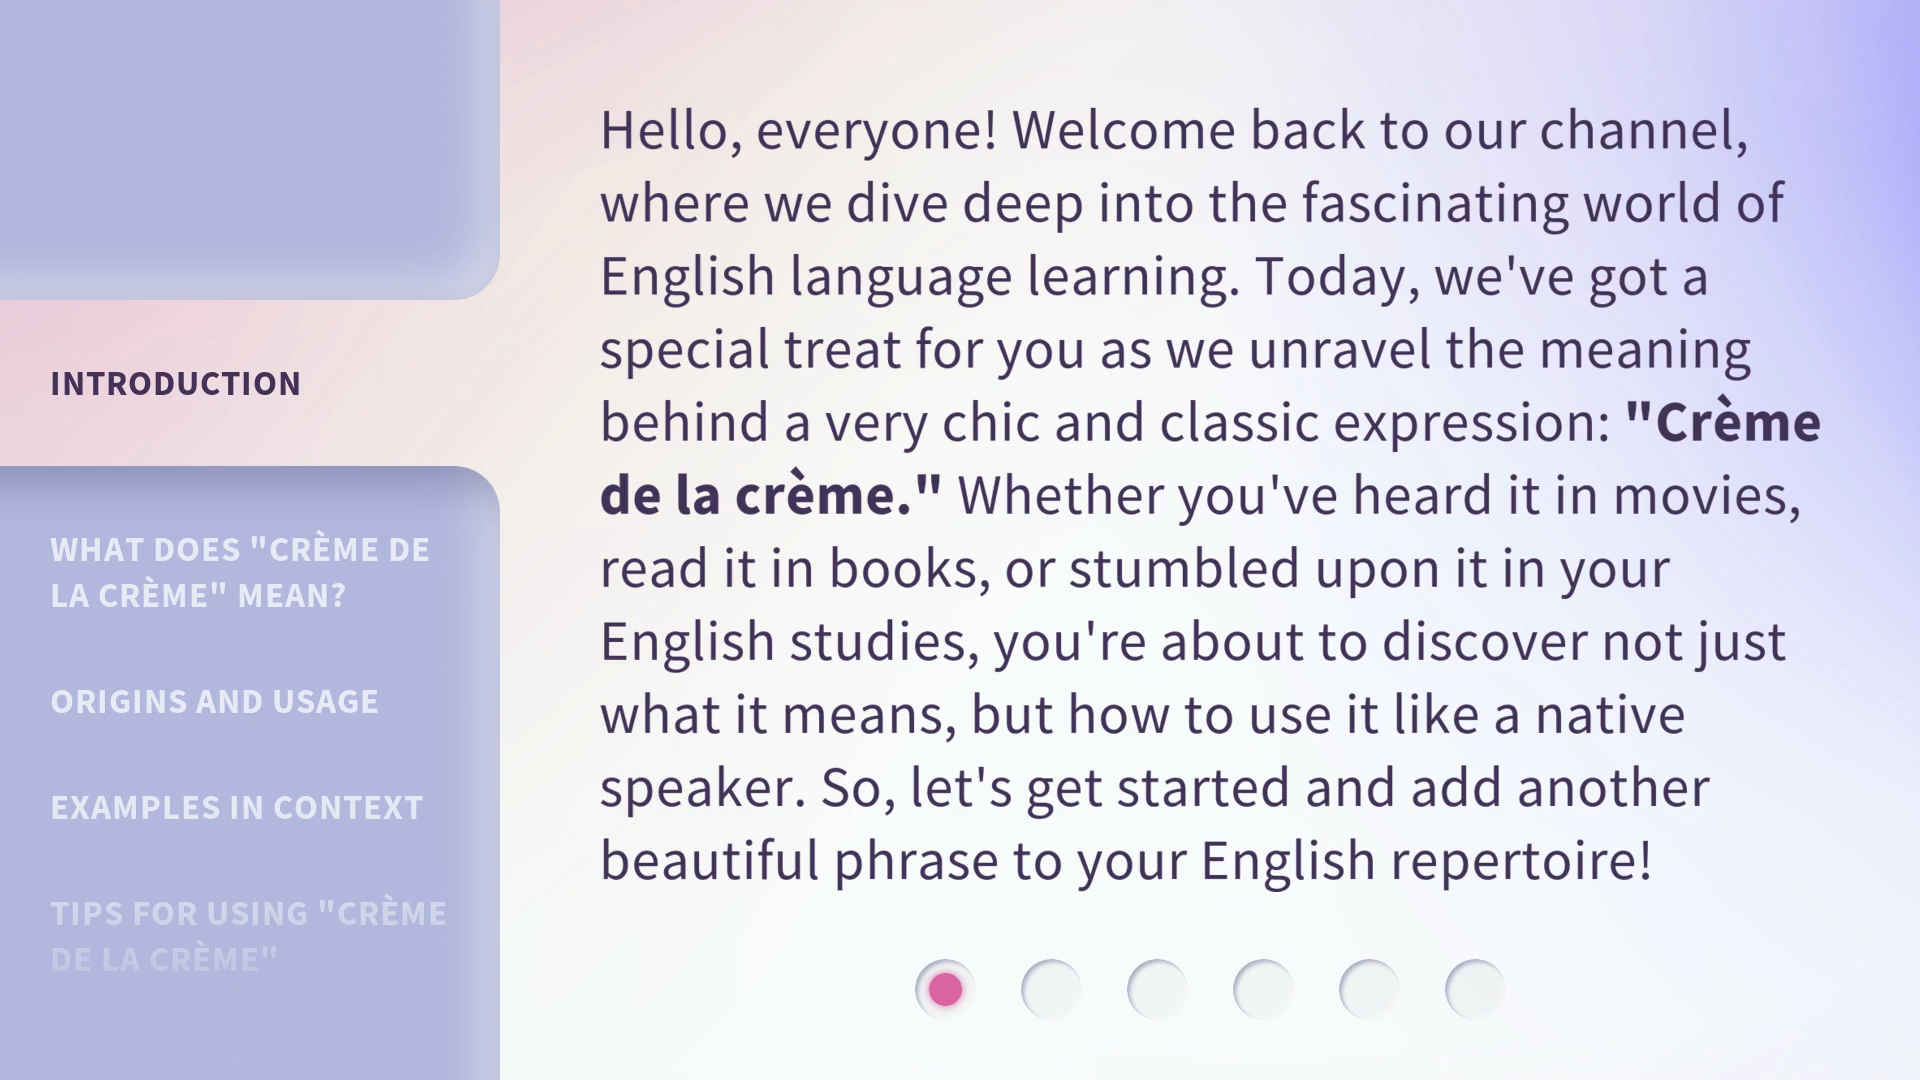 INTRODUCTION
WHAT DOES "CRÈME DE
LA CRÈME" MEAN?
ORIGINS AND USAGE
EXAMPLES IN CONTEXT
TIPS FOR USING "CRÈME
DE LA CRÈME"
Hello, everyone! Welcome back to our channel,
where we dive deep into the fascinating world of
English language learning. Today, we've got a
special treat for you as we unravel the meaning
behind a very chic and classic expression: "Crème
de la crème." Whether you've heard it in movies,
read it in books, or stumbled upon it in your
English studies, you're about to discover not just
what it means, but how to use it like a native
speaker. So, let's get started and add another
beautiful phrase to your English repertoire!